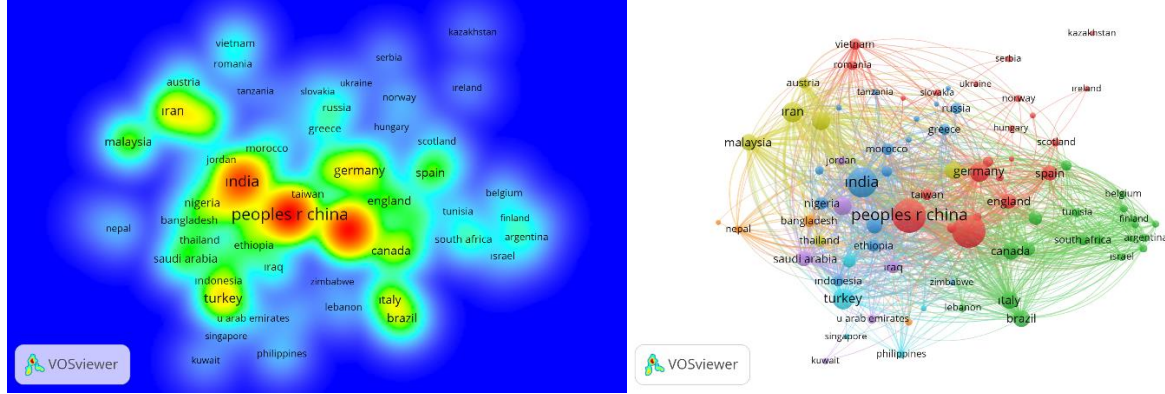 kazakhstan
vietnam
serbia
romania
austria
tanzania
slovakia
ukraine
ireland
iran
russia
norway
malaysia
greece
hungary
scotland
morocco
jordan
india
germany
spain
taiwan
belgium
nigeria
england
peoples r china
bangladesh
tunisia
finland
nepal
thailand
ethiopia
canada
south africa
argentina
saudi arabia
israel
iraq
indonesia
zimbabwe
turkey
italy
lebanon
brazil
u arab emirates
singapore
kuwait
philippines
VOSviewer
kazakhstan
vietnam
serbia
romania
austria
ukraine
tanzania
slovakia
ireland
norway
iran
russia
greece
hungary
malaysia
scotland
morocco
jordan
india
germany
spain
taiwan
belgium
nigeria
england
peoples r china
tunisia
bangladesh
finland
nepal
thailand
ethiopia
canada
south africa
argentina
saudi arabia
israel
iraq
indonesia
zimbabwe
turkey
italy
lebanon
brazil
u arab emirates
singapore
kuwait
philippines
VOSviewer